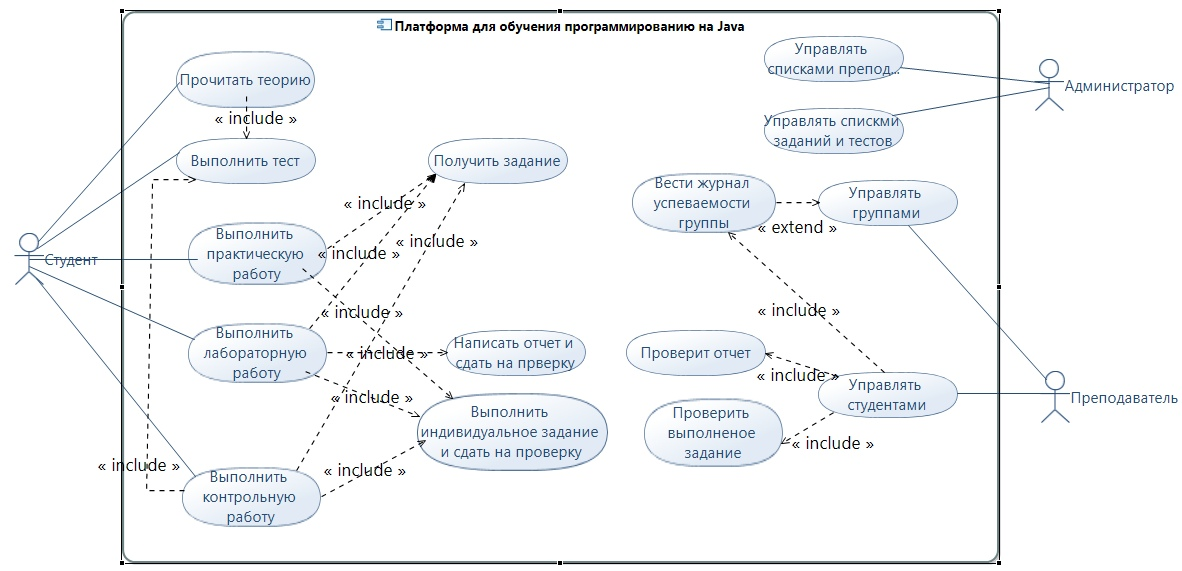 Платформа для обучения программированию на Java
Прочитать теорию
« include »
Выполнить тест
Получить задание
Управлять
списками препод...
Управлять спискми
заданий и тестов
Администратор
Вести журнал
успеваемости
группы
Управлять
группами
« extend »
« include »
« include »
« include »
Выполнить
практическую
работу
Студент
« include »
« include »
Выполнить
лабораторную
работу
« include »
Написать отчет и
сдать на прверку
Проверит отчет
« include »
Управлять
студентами
Преподаватель
« include »
Выполнить
индивидуальное задание
и сдать на проверку
Проверить
выполненое
задание
« include »
« include »
« include »
Выполнить
контрольную
работу